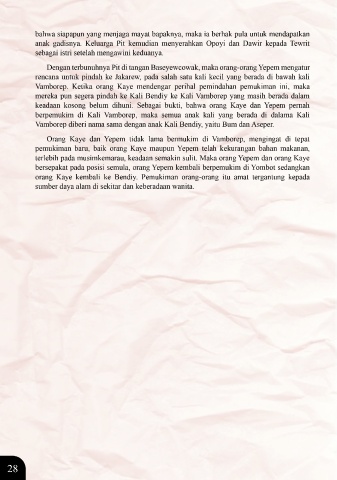 bahwa siapapun yang menjaga mayat bapaknya, maka ia berhak pula untuk mendapatkan
anak gadisnya. Keluarga Pit kemudian menyerahkan Opoyi dan Dawir kepada Tewrit
sebagai istri setelah mengawini keduanya.
Dengan terbunuhnya Pit di tangan Baseyewcowak, maka orang-orang Yepem mengatur
rencana untuk pindah ke Jakarew, pada salah satu kali kecil yang berada di bawah kali
Vamborep. Ketika orang Kaye mendengar perihal pemindahan pemukiman ini, maka
mereka pun segera pindah ke Kali Bendiy ke Kali Vamborep yang masih berada dalam
keadaan kosong belum dihuni. Sebagai bukti, bahwa orang Kaye dan Yepem pernah
berpemukim di Kali Vamborep, maka semua anak kali yang berada di dalama Kali
Vamborep diberi nama sama dengan anak Kali Bendiy, yaitu Bum dan Aseper.
Orang Kaye dan Yepem tidak lama bermukim di Vamborep, mengingat di tepat
pemukiman baru, baik orang Kaye maupun Yepem telah kekurangan bahan makanan,
terlebih pada musimkemarau, keadaan semakin sulit. Maka orang Yepem dan orang Kaye
bersepakat pada posisi semula, orang Yepem kembali berpemukim di Yombot sedangkan
orang Kaye kembali ke Bendiy. Pemukiman orang-orang itu amat tergantung kepada
sumber daya alam di sekitar dan keberadaan wanita.
28